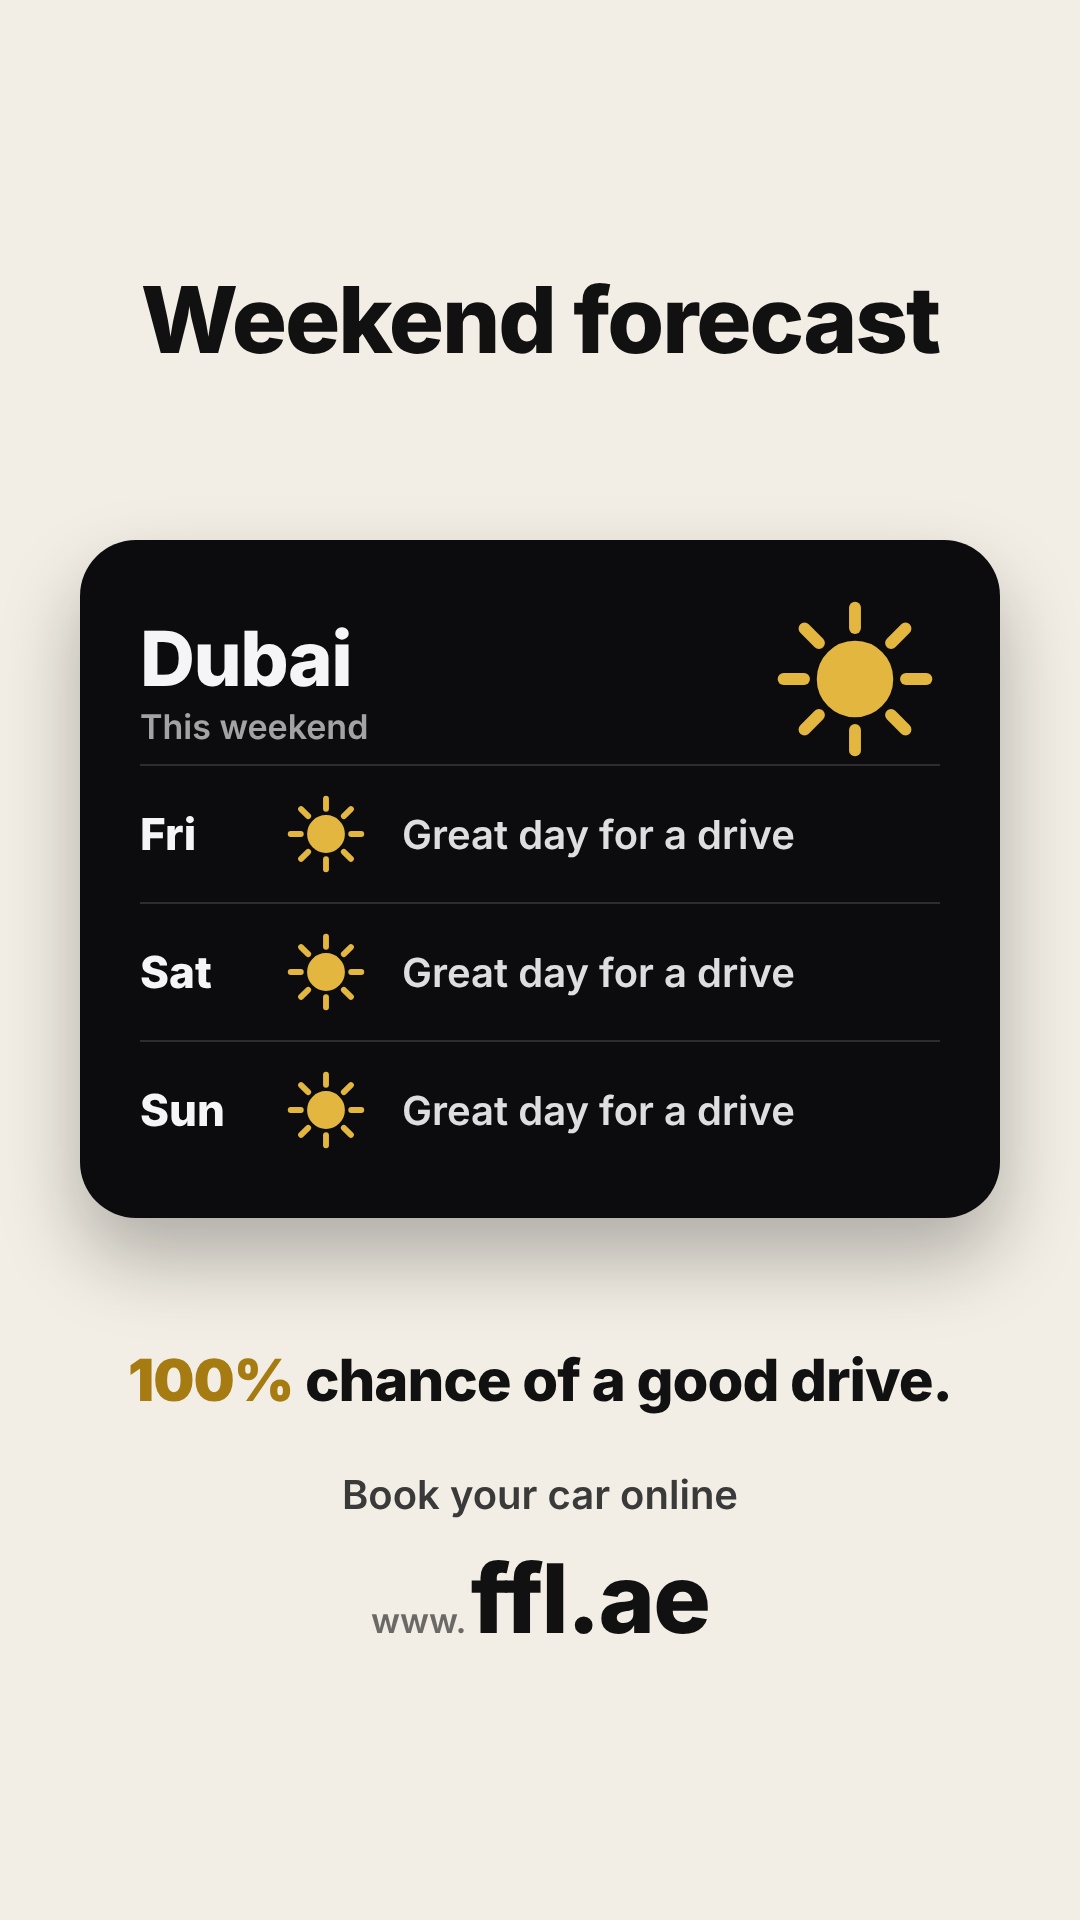 Weekend forecast
Dubai
This weekend
Fri Great day for a drive
Sat Great day for a drive
Sun Great day for a drive
100% chance of a good drive.
Book your car online
www.ffl.ae